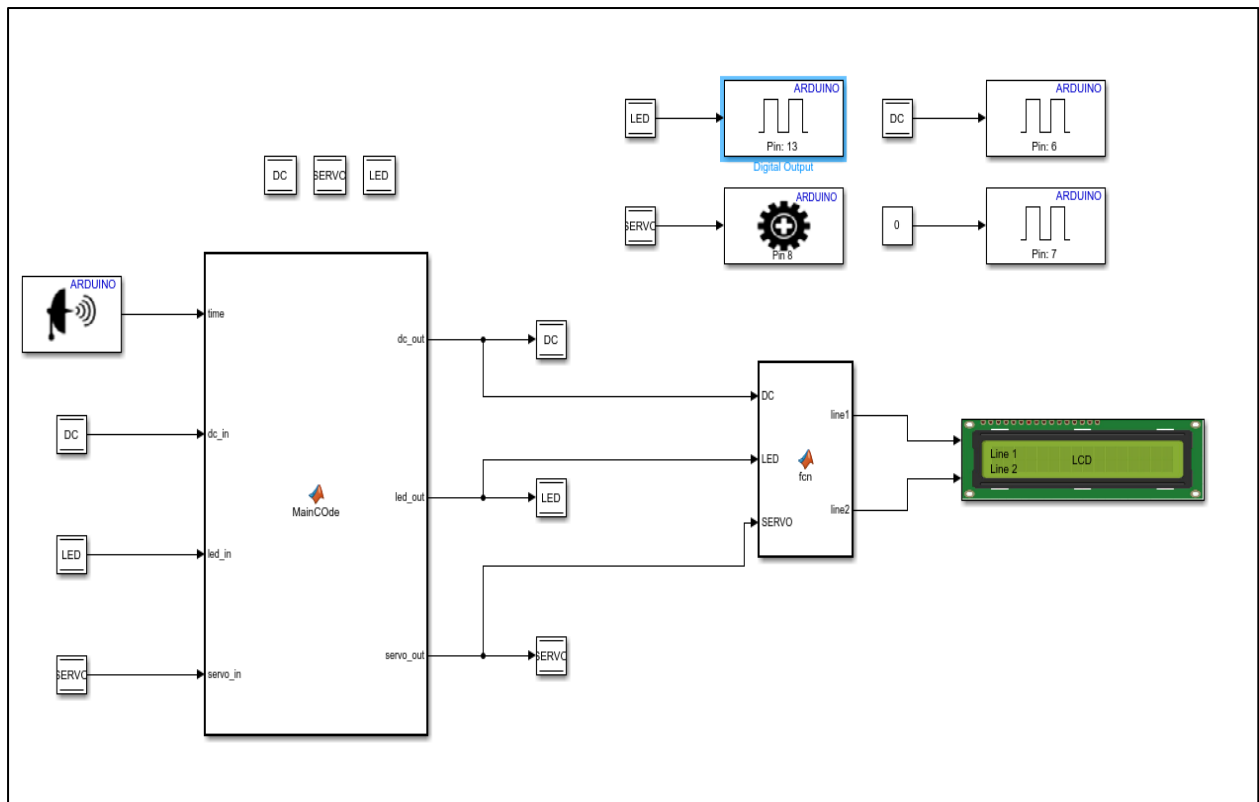 ARDUINO
LED
Pin: 13
Digital Output
ARDUINO
DC
Pin: 6
DC
SERVO
LED
ARDUINO
SERVO
Pin 8
ARDUINO
0
Pin: 7
ARDUINO
time
dc_in
led_in
servo_in
MainCOde
dc_out
led_out
servo_out
DC
LED
SERVO
DC
LED
SERVO
DC
LED
SERVO
fcn
line1
line2
Line 1
Line 2
LCD